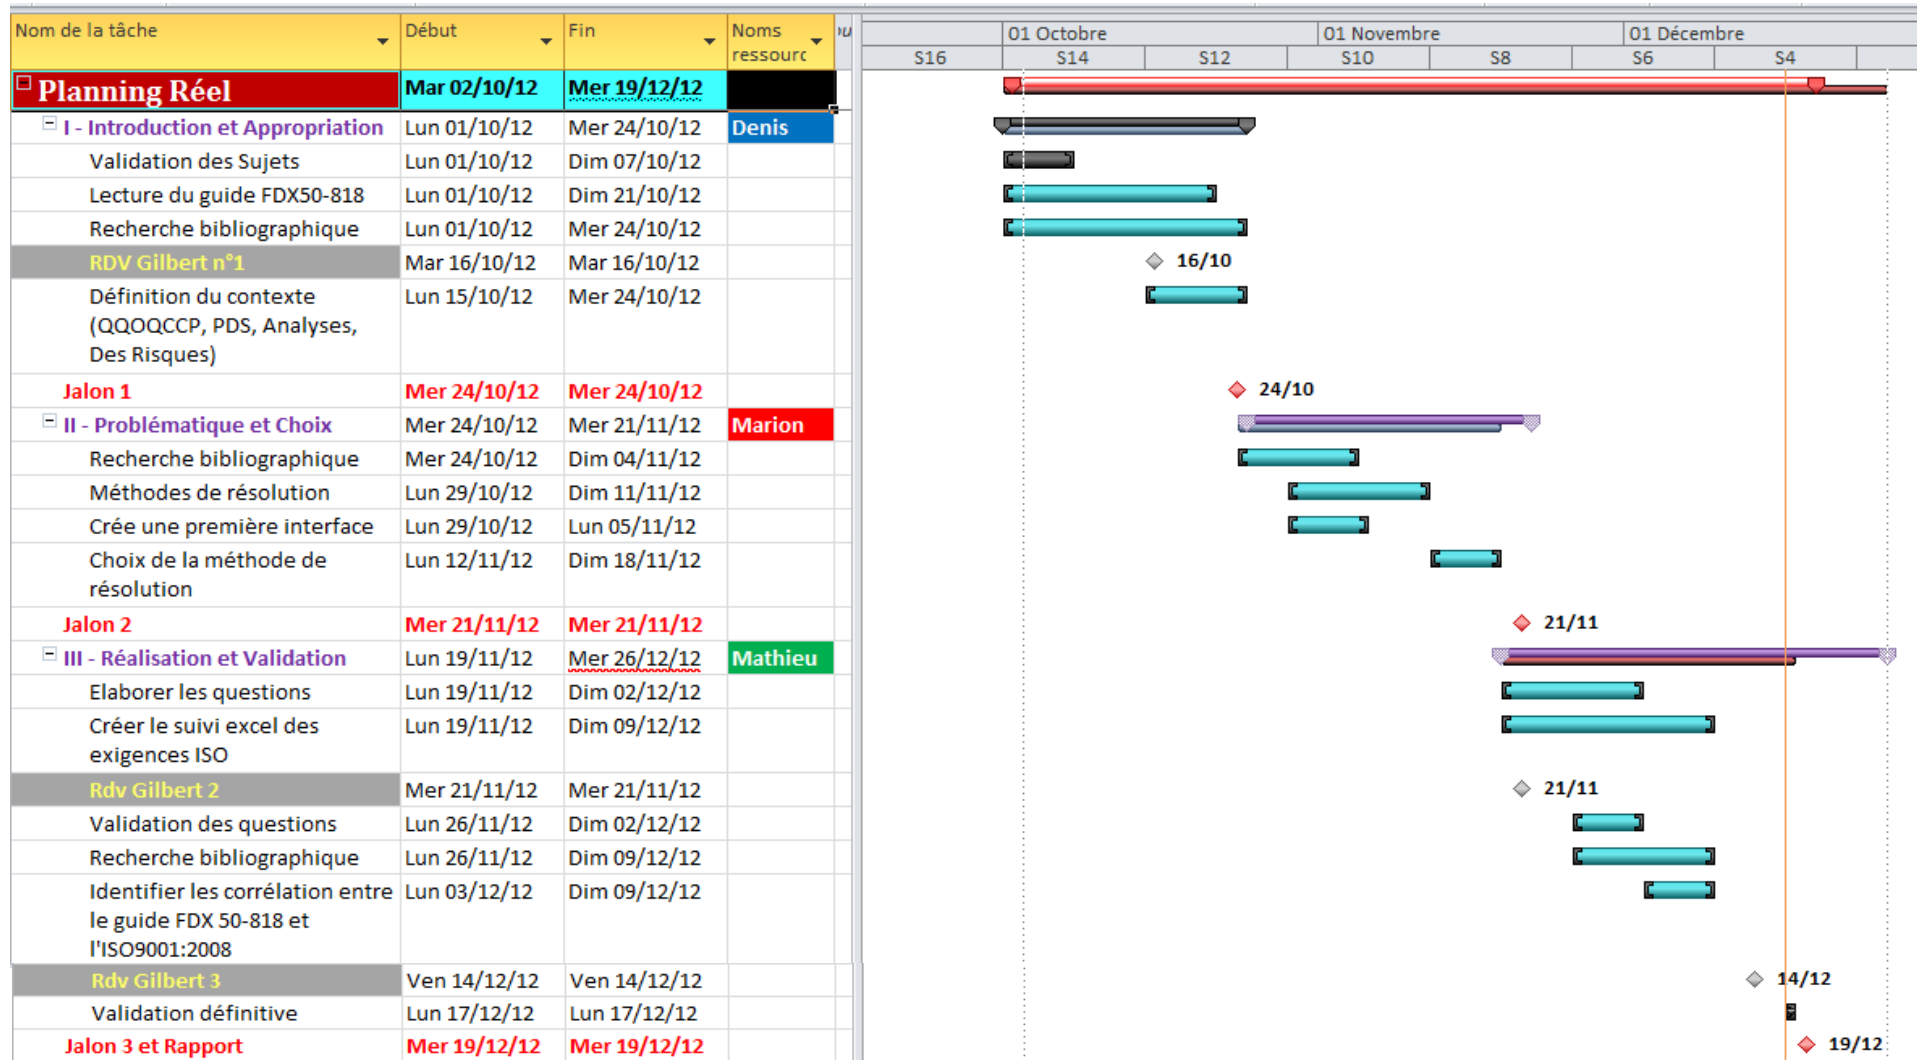 Nom de la tâche Début Fin Noms
ressourc
01 Octobre 01 Novembre 01 Décembre
S16 S14 S12 S10 S8 S6 S4
Planning Réel Mar 02/10/12 Mer 19/12/12
I - Introduction et Appropriation Lun 01/10/12 Mer 24/10/12 Denis
Validation des Sujets Lun 01/10/12 Dim 07/10/12
Lecture du guide FDX50-818 Lun 01/10/12 Dim 21/10/12
Recherche bibliographique Lun 01/10/12 Mer 24/10/12
RDV Gilbert n°1 Mar 16/10/12 Mar 16/10/12 16/10
Définition du contexte Lun 15/10/12 Mer 24/10/12
(QQOQCCP, PDS, Analyses,
Des Risques)
Jalon 1 Mer 24/10/12 Mer 24/10/12 24/10
II - Problématique et Choix Mer 24/10/12 Mer 21/11/12 Marion
Recherche bibliographique Mer 24/10/12 Dim 04/11/12
Méthodes de résolution Lun 29/10/12 Dim 11/11/12
Crée une première interface Lun 29/10/12 Lun 05/11/12
Choix de la méthode de Lun 12/11/12 Dim 18/11/12
résolution
Jalon 2 Mer 21/11/12 Mer 21/11/12 21/11
III - Réalisation et Validation Lun 19/11/12 Mer 26/12/12 Mathieu
Elaborer les questions Lun 19/11/12 Dim 02/12/12
Créer le suivi excel des Lun 19/11/12 Dim 09/12/12
exigences ISO
Rdv Gilbert 2 Mer 21/11/12 Mer 21/11/12 21/11
Validation des questions Lun 26/11/12 Dim 02/12/12
Recherche bibliographique Lun 26/11/12 Dim 09/12/12
Identifier les corrélation entre Lun 03/12/12 Dim 09/12/12
le guide FDX 50-818 et
l'ISO9001:2008
Rdv Gilbert 3 Ven 14/12/12 Ven 14/12/12 14/12
Validation définitive Lun 17/12/12 Lun 17/12/12
Jalon 3 et Rapport Mer 19/12/12 Mer 19/12/12 19/12